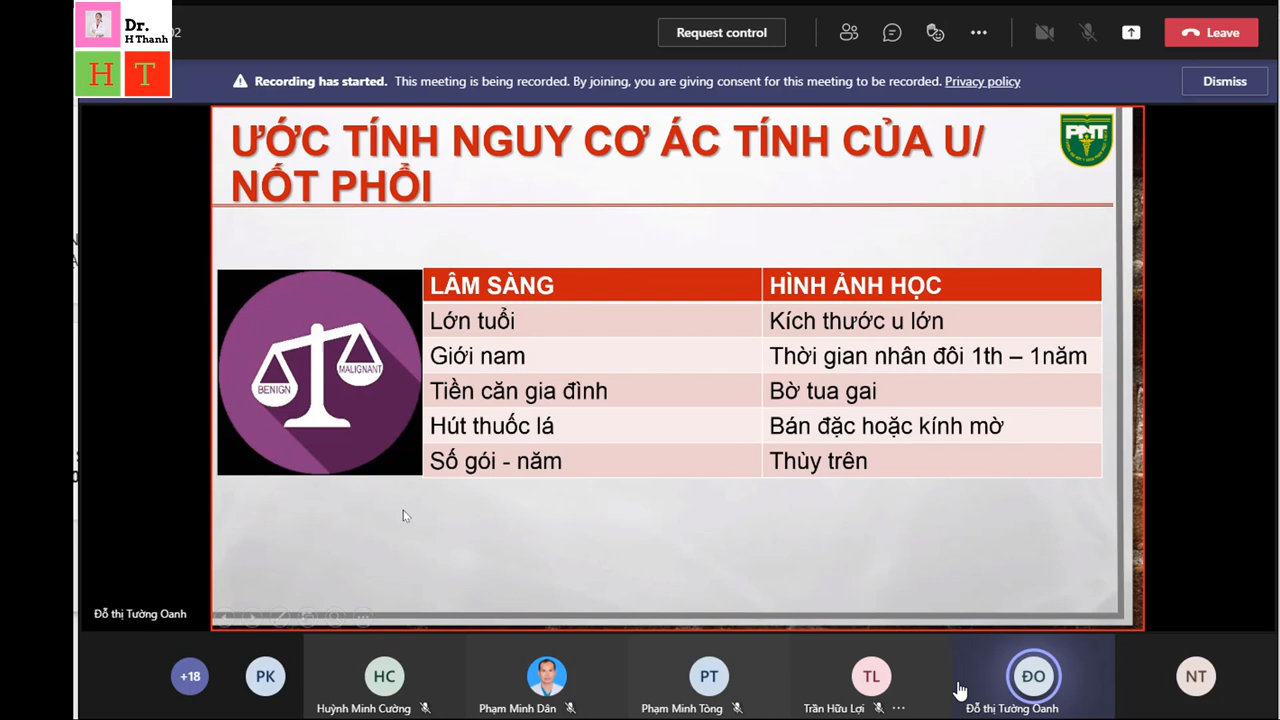 Dr.
H Thanh
H T
02
Request control
Leave
Recording has started. This meeting is being recorded. By joining, you are giving consent for this meeting to be recorded. Privacy policy
Dismiss
ƯỚC TÍNH NGUY CƠ ÁC TÍNH CỦA U/
NỐT PHỔI
PNT
BENIGN
MALIGNANT
LÂM SÀNG HÌNH ẢNH HỌC
Lớn tuổi Kích thước u lớn
Giới nam Thời gian nhân đôi 1th – 1năm
Tiền căn gia đình Bờ tua gai
Hút thuốc lá Bán đặc hoặc kính mờ
Số gói - năm Thùy trên
Đỗ thị Tường Oanh
+18 PK HC PT TL ĐO NT
Huỳnh Minh Cường Phạm Minh Dân Phạm Minh Tòng Trần Hữu Lợi Đỗ thị Tường Oanh